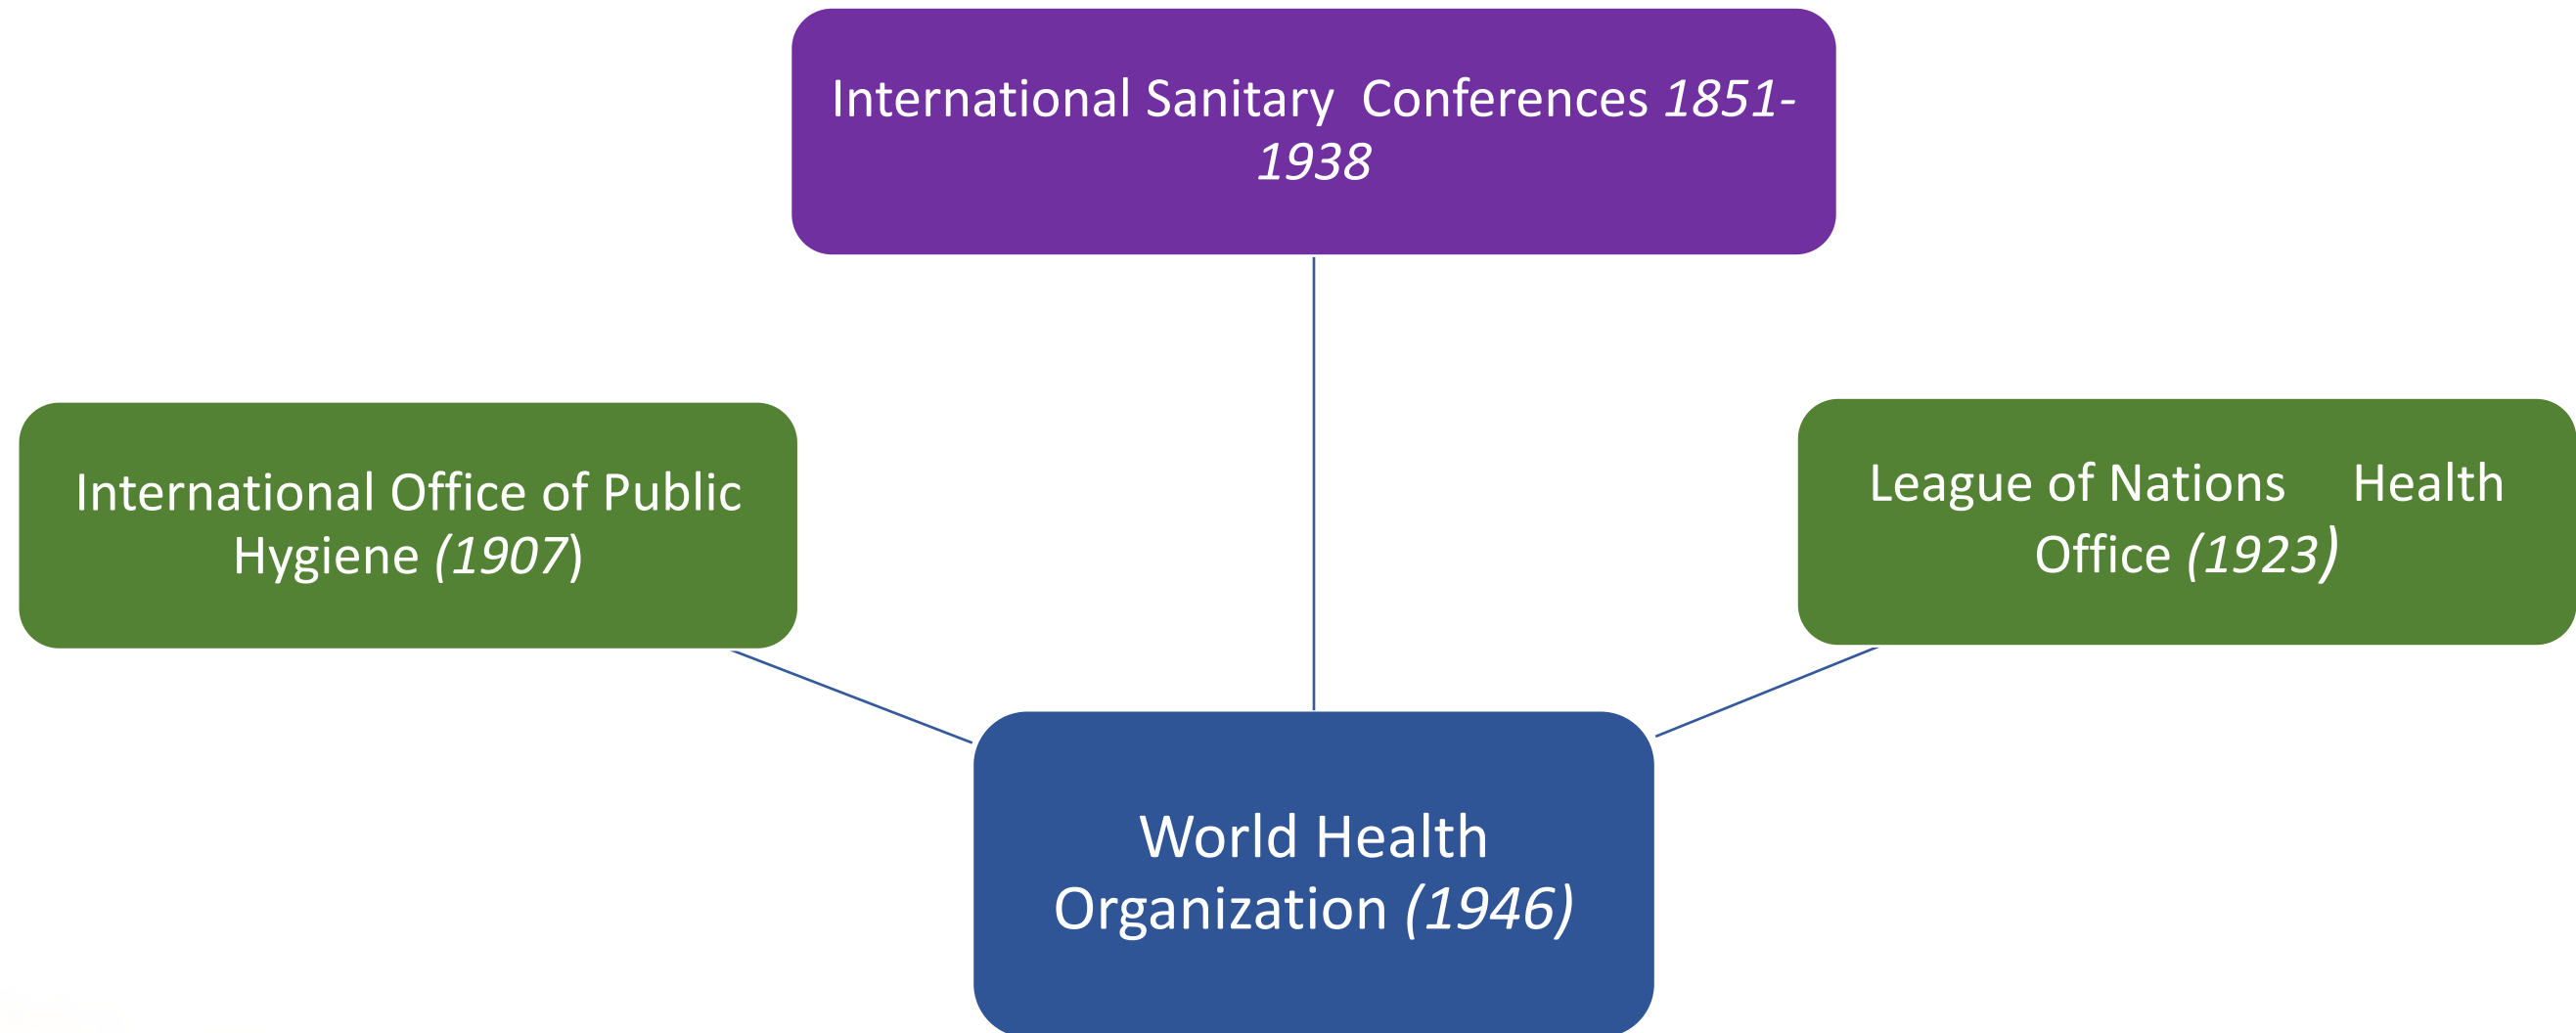 International Sanitary  Conferences 1851-
1938
International Office of Public
Hygiene (1907)
League of Nations    Health
Office (1923)
World Health
Organization (1946)